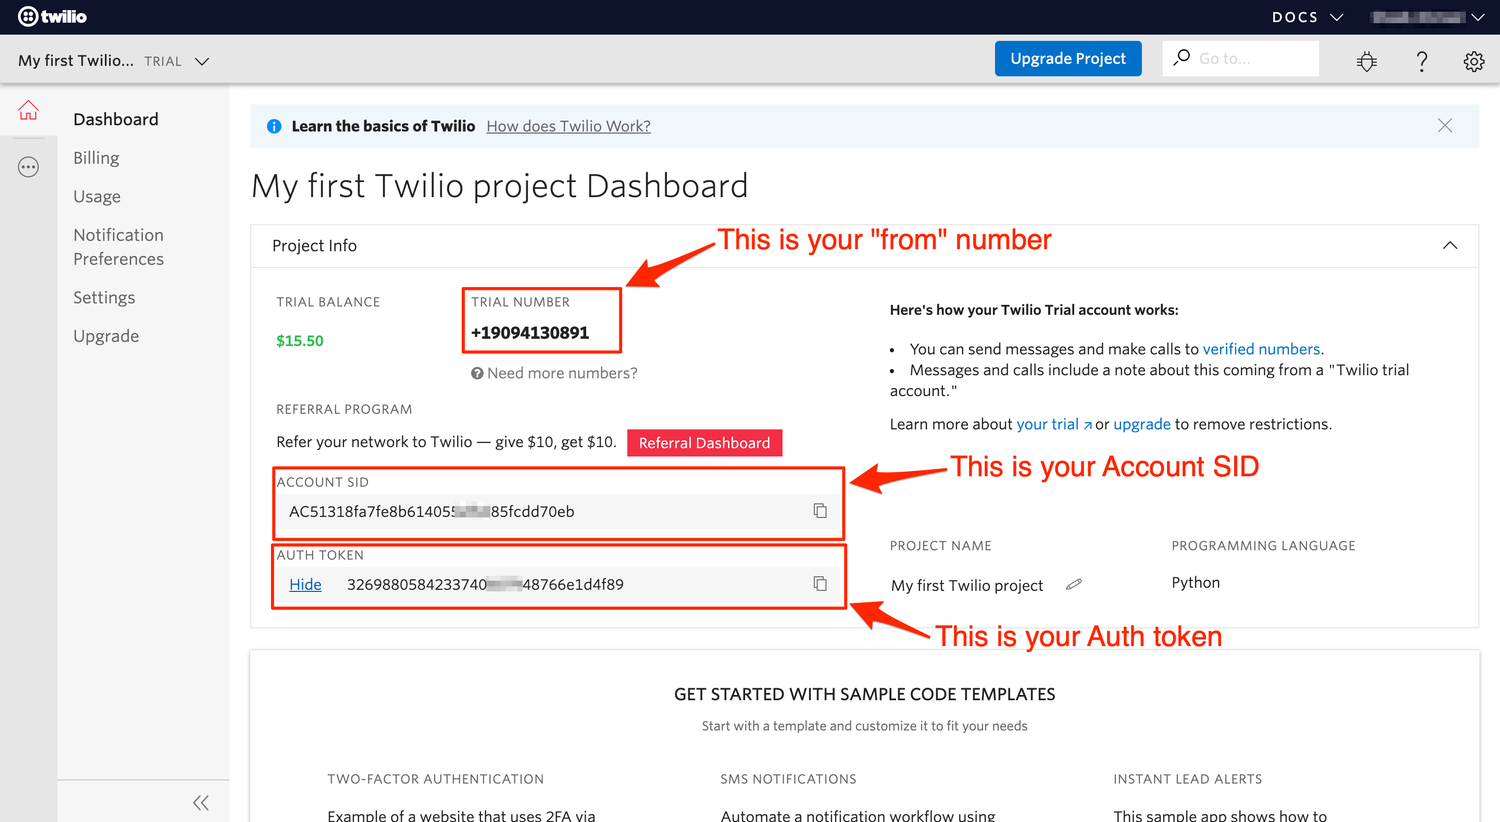 twilio
DOCS
My first Twilio... TRIAL
Upgrade Project
Go to...
Dashboard
Billing
Usage
Notification
Preferences
Settings
Upgrade
Learn the basics of Twilio How does Twilio Work?
My first Twilio project Dashboard
Project Info
This is your "from" number
TRIAL BALANCE
$15.50
TRIAL NUMBER
+19094130891
Need more numbers?
REFERRAL PROGRAM
Refer your network to Twilio — give $10, get $10. Referral Dashboard
Here's how your Twilio Trial account works:
• You can send messages and make calls to verified numbers.
• Messages and calls include a note about this coming from a "Twilio trial
account."
Learn more about your trial or upgrade to remove restrictions.
This is your Account SID
ACCOUNT SID
AC51318fa7fe8b614055 85fcdd70eb
AUTH TOKEN
Hide 3269880584233740 48766e1d4f89
This is your Auth token
PROJECT NAME
My first Twilio project
PROGRAMMING LANGUAGE
Python
GET STARTED WITH SAMPLE CODE TEMPLATES
Start with a template and customize it to fit your needs
TWO-FACTOR AUTHENTICATION
Example of a website that uses 2FA via
SMS NOTIFICATIONS
Automate a notification workflow using
INSTANT LEAD ALERTS
This sample app shows how to